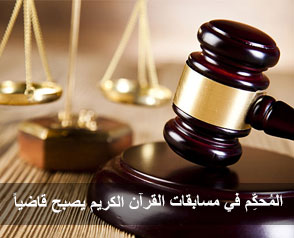 المُحكِّم في مسابقات القرآن الكريم يصبح قاضياً